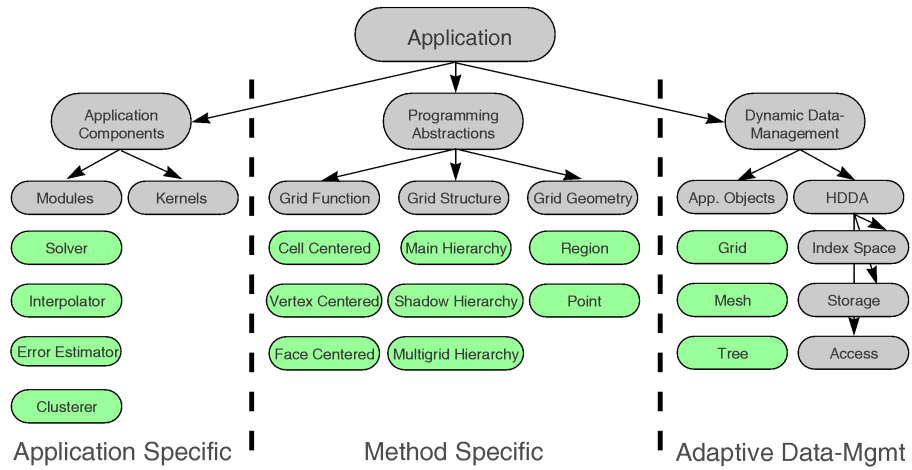 Application
Application
Components
Programming
Abstractions
Dynamic Data-
Management
Modules
Kernels
Grid Function
Grid Structure
Grid Geometry
App. Objects
HDDA
Solver
Cell Centered
Main Hierarchy
Region
Grid
Index Space
Interpolator
Vertex Centered
Shadow Hierarchy
Point
Mesh
Storage
Error Estimator
Face Centered
Multigrid Hierarchy
Tree
Access
Clusterer
Application Specific
Method Specific
Adaptive Data-Mgmt